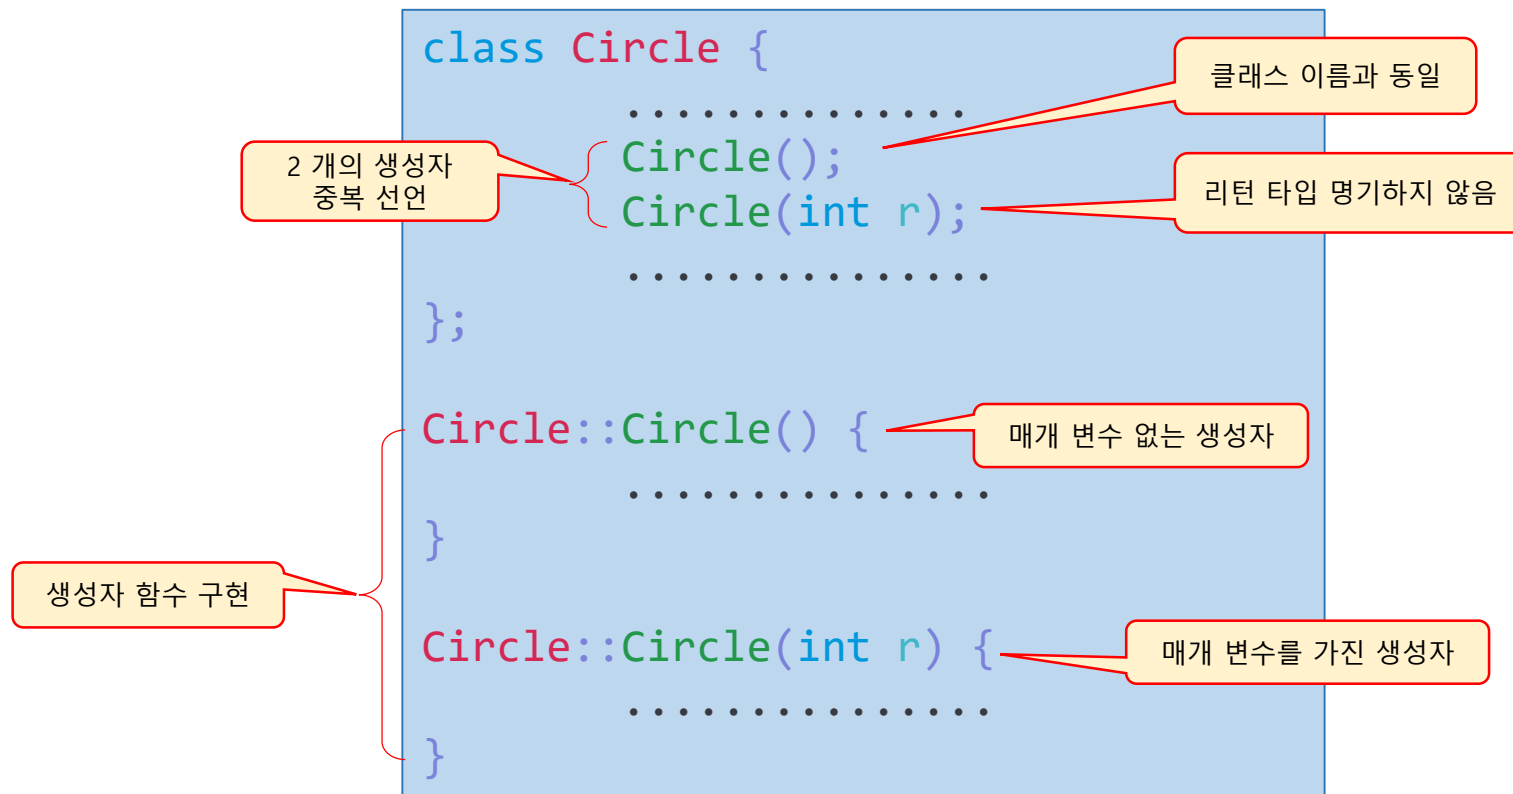 class Circle {
클래스 이름과 동일
..............
2 개의 생성자
중복 선언
Circle();
Circle(int r);
리턴 타입 명기하지 않음
...............
};
Circle::Circle() {
매개 변수 없는 생성자
...............
}
생성자 함수 구현
Circle::Circle(int r) {
매개 변수를 가진 생성자
...............
}